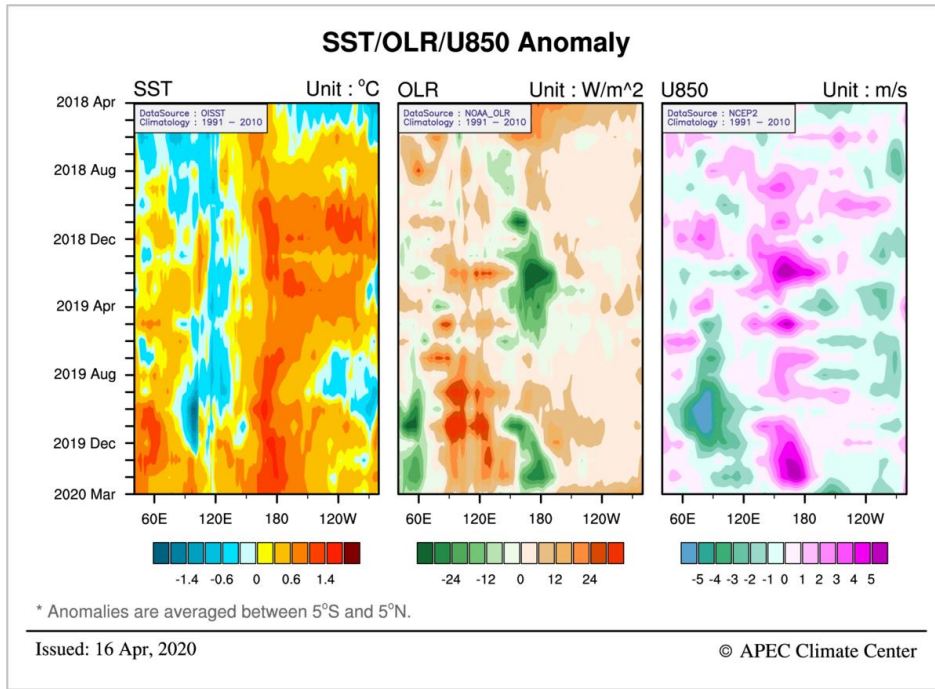 SST/OLR/U850 Anomaly
SST Unit : °C
OLR Unit : W/m^2
U850 Unit : m/s
DataSource : OISST
Climatology : 1991 – 2010
DataSource : NOAA_OLR
Climatology : 1991 – 2010
DataSource : NCEP2
Climatology : 1991 – 2010
2018 Apr
2018 Aug
2018 Dec
2019 Apr
2019 Aug
2019 Dec
2020 Mar
60E 120E 180 120W
60E 120E 180 120W
60E 120E 180 120W
-1.4 -0.6 0 0.6 1.4
-24 -12 0 12 24
-5 -4 -3 -2 -1 0 1 2 3 4 5
* Anomalies are averaged between 5°S and 5°N.
Issued: 16 Apr, 2020
© APEC Climate Center